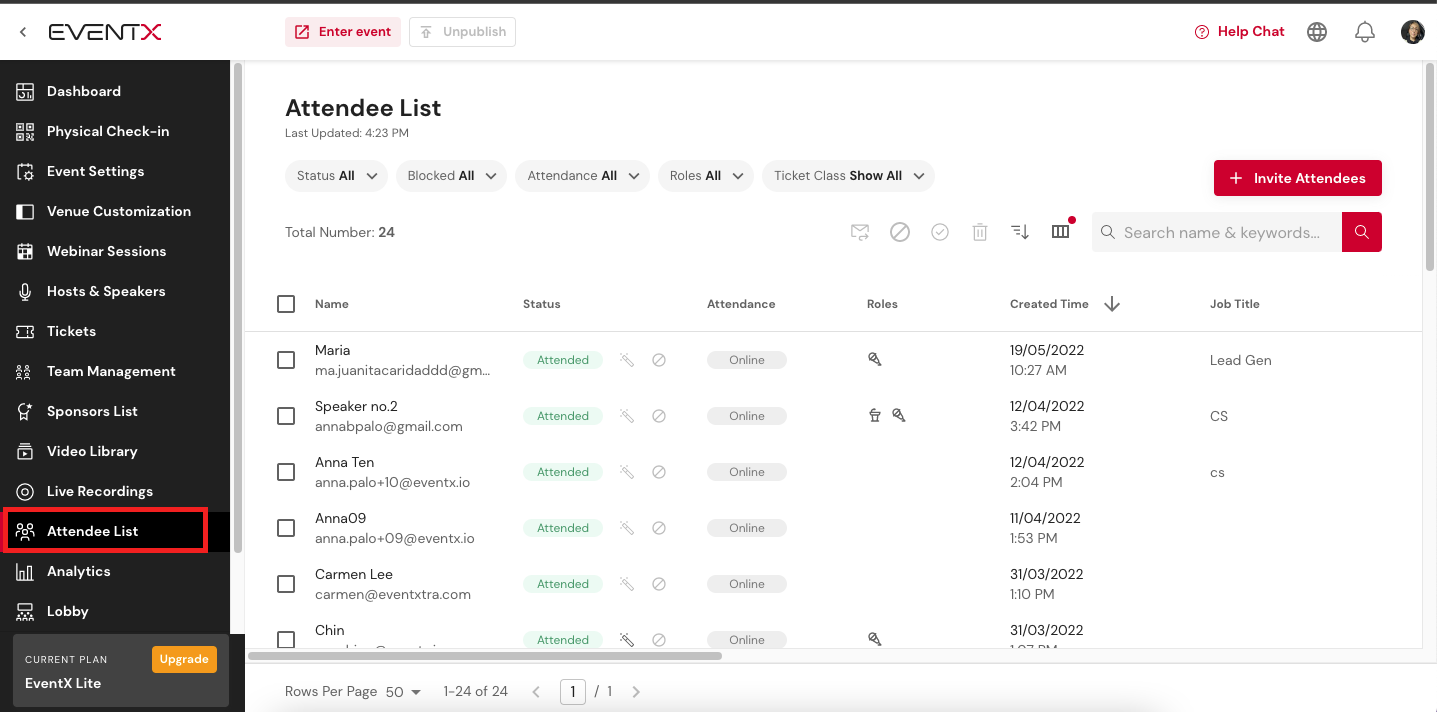 EVENTX
Enter event
Unpublish
Help Chat
Dashboard
Physical Check-in
Event Settings
Venue Customization
Webinar Sessions
Hosts & Speakers
Tickets
Team Management
Sponsors List
Video Library
Live Recordings
Attendee List
Analytics
Lobby
CURRENT PLAN
Upgrade
EventX Lite
Attendee List
Last Updated: 4:23 PM
Status All
Blocked All
Attendance All
Roles All
Ticket Class Show All
Invite Attendees
Total Number: 24
Search name & keywords...
Name Status Attendance Roles Created Time Job Title
Maria Attended Online 19/05/2022 Lead Gen
ma.juanitacaridaddd@gm... 10:27 AM
Speaker no.2 Attended Online 12/04/2022 CS
annabpalo@gmail.com 3:42 PM
Anna Ten Attended Online 12/04/2022 cs
anna.palo+10@eventx.io 2:04 PM
Anna09 Attended Online 11/04/2022
anna.palo+09@eventx.io 1:53 PM
Carmen Lee Attended Online 31/03/2022
carmen@eventxtra.com 1:10 PM
Chin Attended Online 31/03/2022
Rows Per Page 50 1-24 of 24 1 / 1